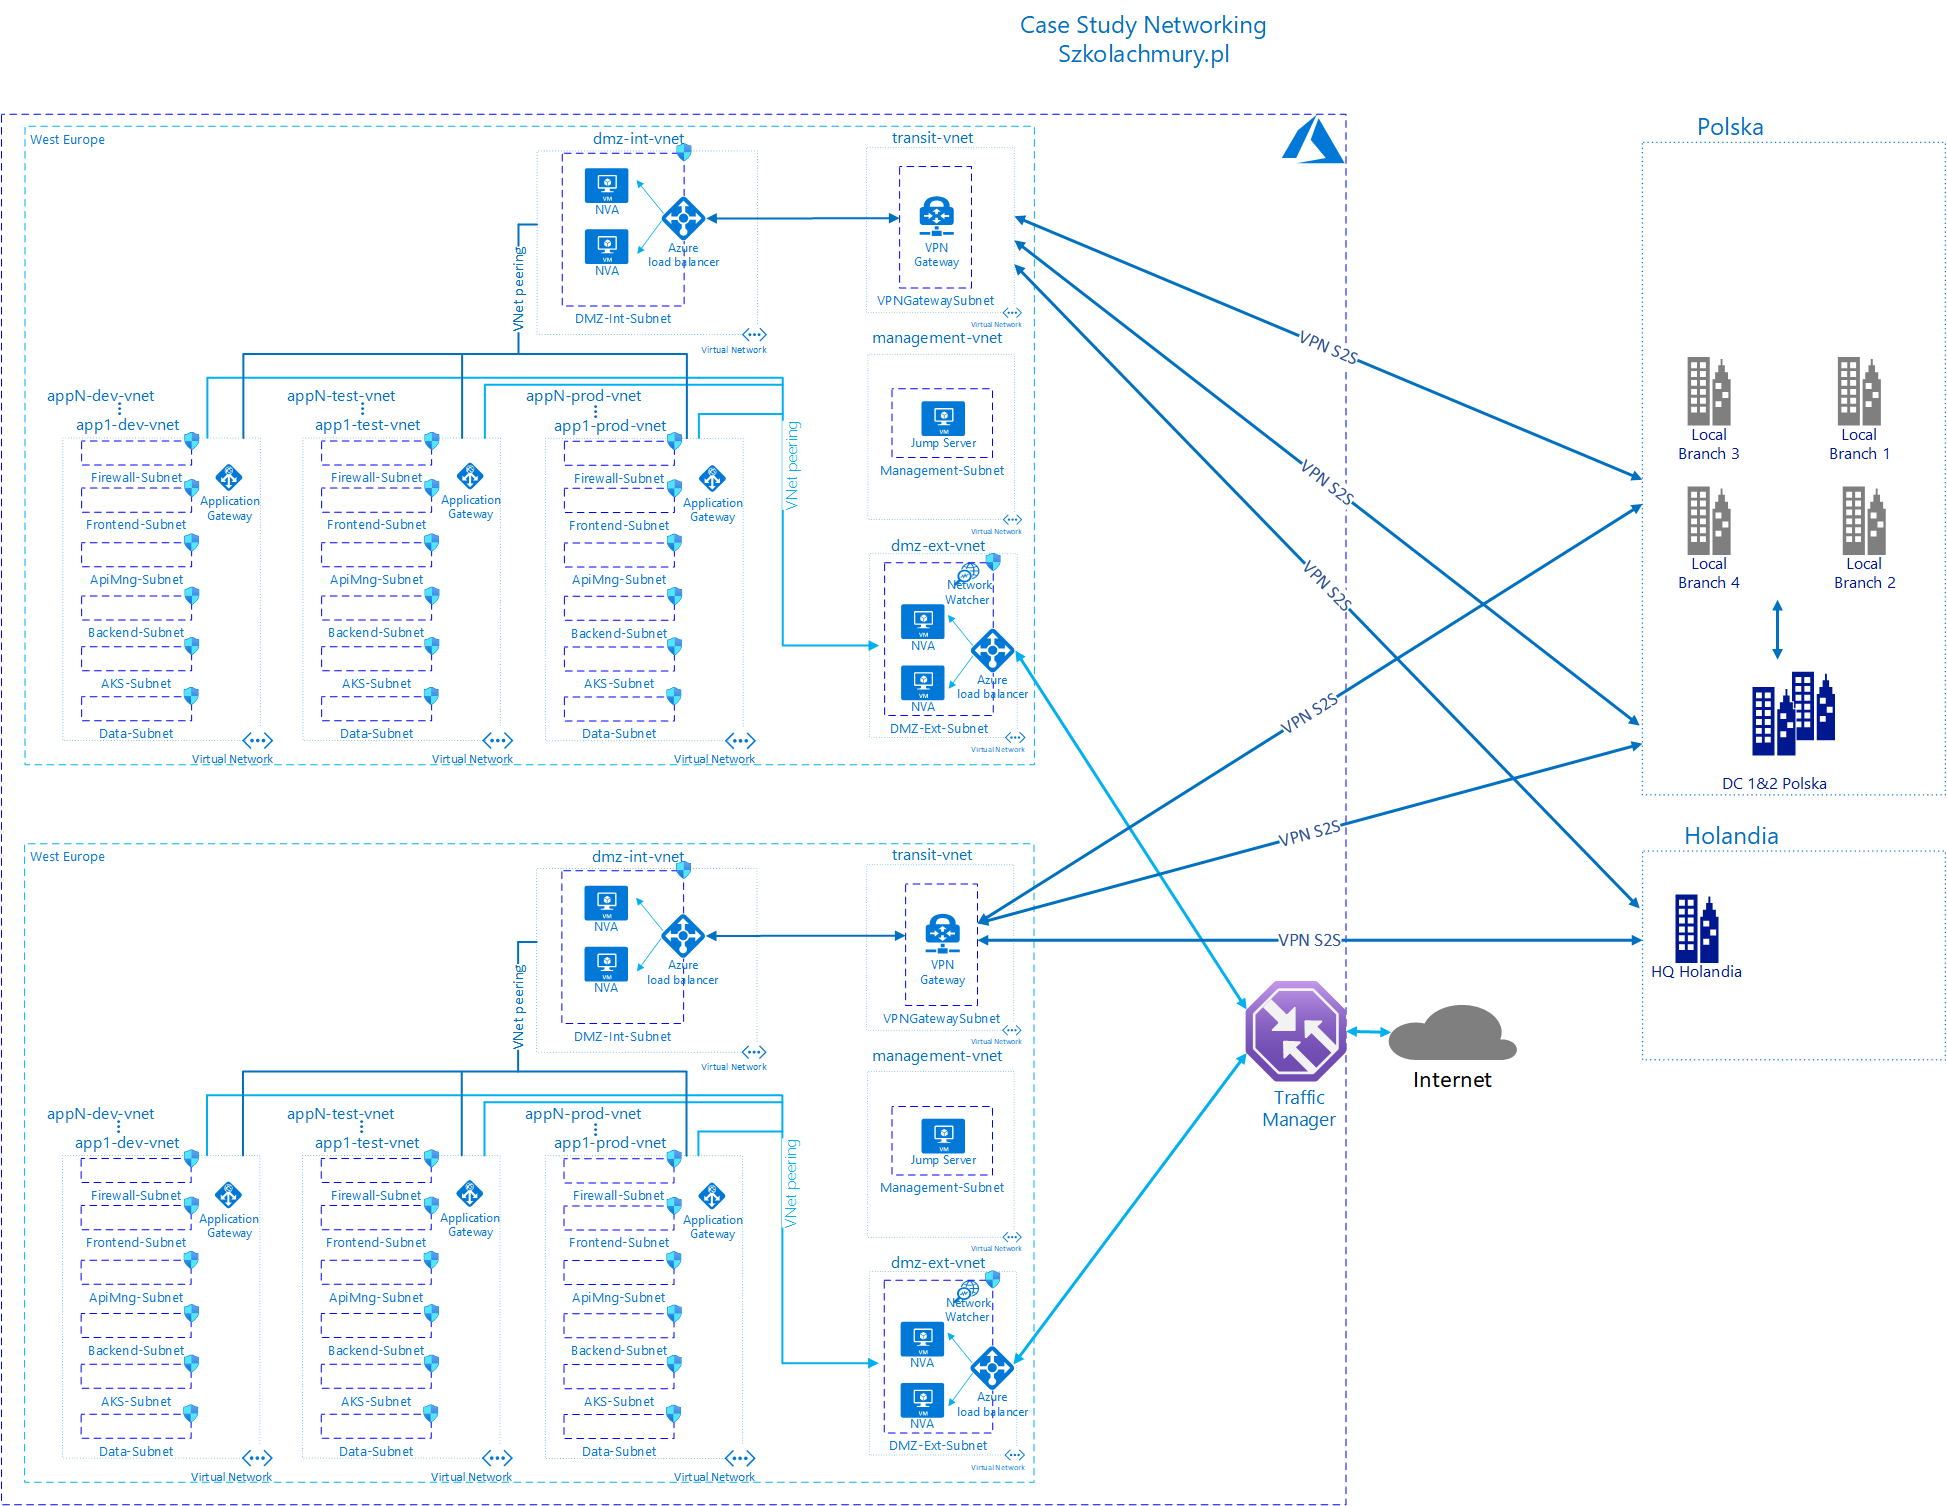 Case Study Networking
Szkolachmury.pl
West Europe
dmz-int-vnet
VM
NVA
VM
NVA
Azure
load balancer
DMZ-Int-Subnet
Virtual Network
VNet peering
transit-vnet
VPN
Gateway
VPNGatewaySubnet
Virtual Network
management-vnet
VM
Jump Server
Management-Subnet
Virtual Network
appN-dev-vnet
app1-dev-vnet
Firewall-Subnet
Frontend-Subnet
ApiMng-Subnet
Backend-Subnet
AKS-Subnet
Data-Subnet
Application
Gateway
Virtual Network
appN-test-vnet
app1-test-vnet
Firewall-Subnet
Frontend-Subnet
ApiMng-Subnet
Backend-Subnet
AKS-Subnet
Data-Subnet
Application
Gateway
Virtual Network
appN-prod-vnet
app1-prod-vnet
Firewall-Subnet
Frontend-Subnet
ApiMng-Subnet
Backend-Subnet
AKS-Subnet
Data-Subnet
Application
Gateway
Virtual Network
VNet peering
dmz-ext-vnet
Network
Watcher
VM
NVA
VM
NVA
Azure
load balancer
DMZ-Ext-Subnet
Virtual Network
West Europe
dmz-int-vnet
VM
NVA
VM
NVA
Azure
load balancer
DMZ-Int-Subnet
Virtual Network
VNet peering
transit-vnet
VPN
Gateway
VPNGatewaySubnet
Virtual Network
management-vnet
VM
Jump Server
Management-Subnet
Virtual Network
appN-dev-vnet
app1-dev-vnet
Firewall-Subnet
Frontend-Subnet
ApiMng-Subnet
Backend-Subnet
AKS-Subnet
Data-Subnet
Application
Gateway
Virtual Network
appN-test-vnet
app1-test-vnet
Firewall-Subnet
Frontend-Subnet
ApiMng-Subnet
Backend-Subnet
AKS-Subnet
Data-Subnet
Application
Gateway
Virtual Network
appN-prod-vnet
app1-prod-vnet
Firewall-Subnet
Frontend-Subnet
ApiMng-Subnet
Backend-Subnet
AKS-Subnet
Data-Subnet
Application
Gateway
Virtual Network
VNet peering
dmz-ext-vnet
Network
Watcher
VM
NVA
VM
NVA
Azure
load balancer
DMZ-Ext-Subnet
Virtual Network
VPN S2S
VPN S2S
VPN S2S
VPN S2S
VPN S2S
VPN S2S
Traffic
Manager
Internet
Polska
Local
Branch 3
Local
Branch 1
Local
Branch 4
Local
Branch 2
DC 1&2 Polska
Holandia
HQ Holandia